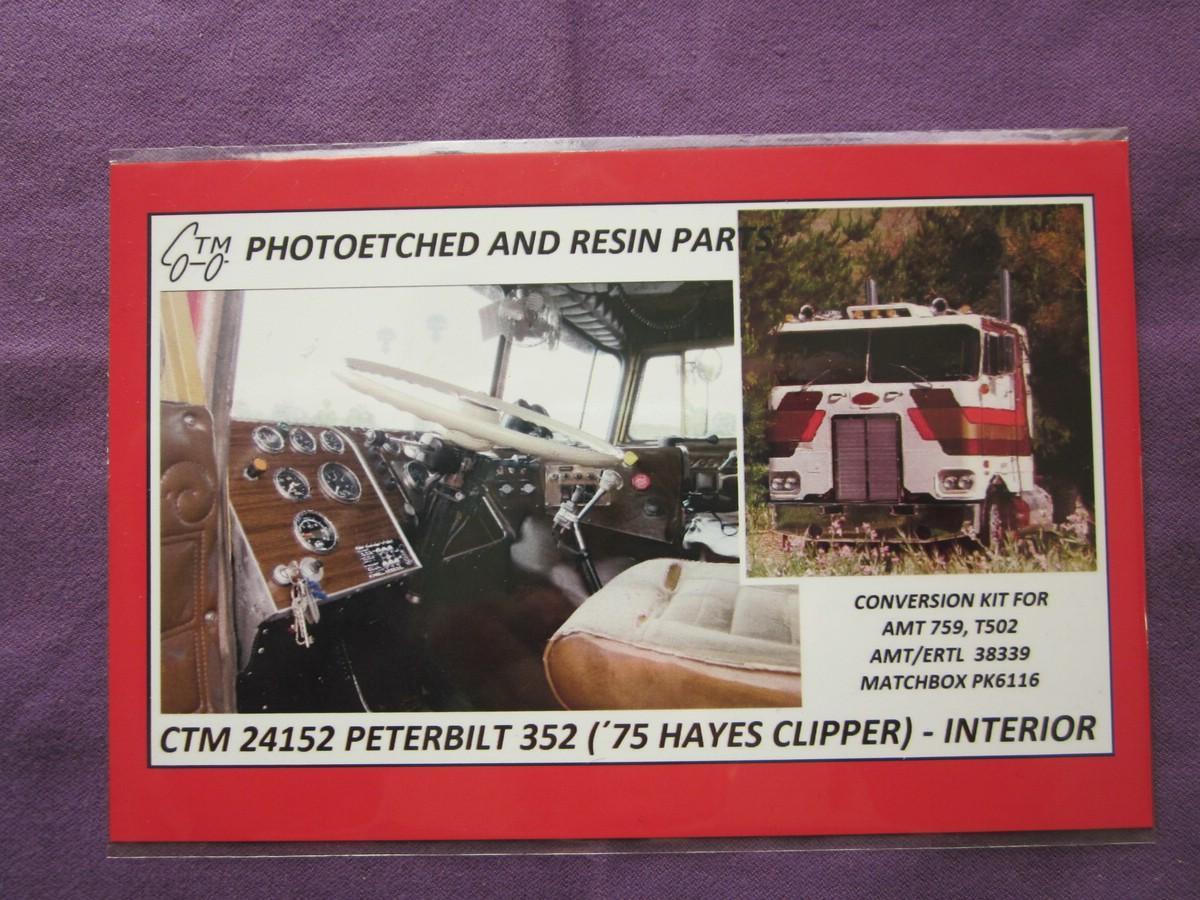 CTM PHOTOETCHED AND RESIN PARTS
CONVERSION KIT FOR
AMT 759, T502
AMT/ERTL 38339
MATCHBOX PK6116
CTM 24152 PETERBILT 352 (´75 HAYES CLIPPER) - INTERIOR